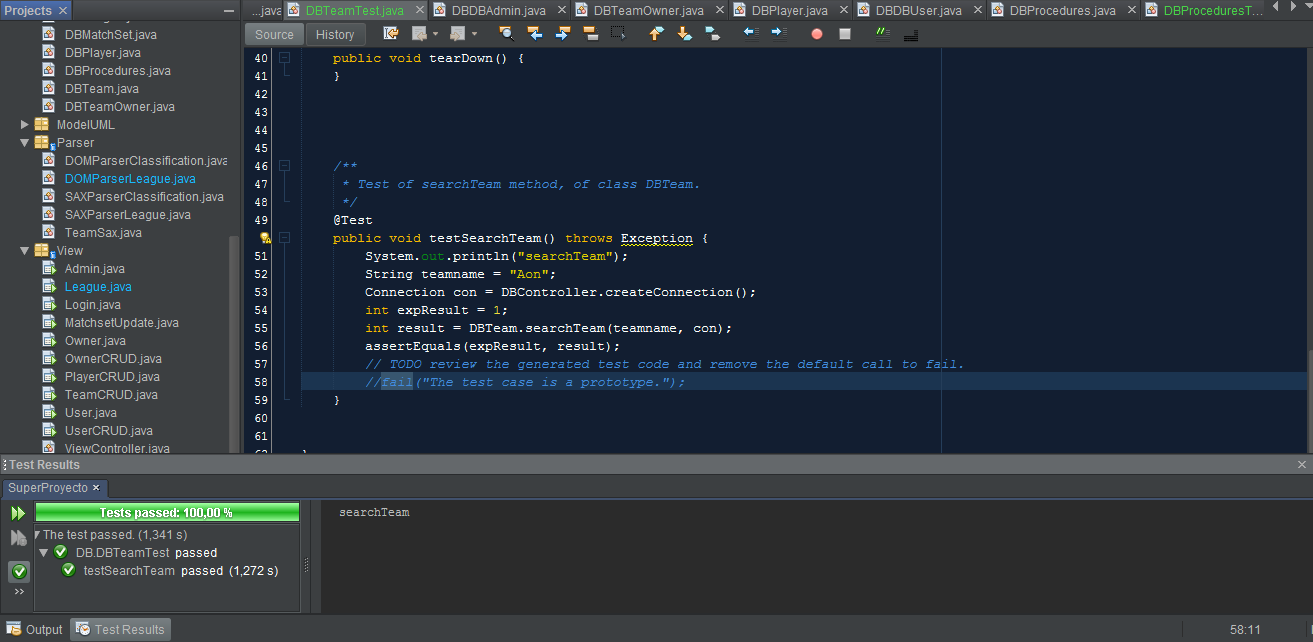 Projects ×
...java
DBTeamTest.java ×
DBDBAdmin.java ×
DBTeamOwner.java ×
DBPlayer.java ×
DBDBUser.java ×
DBProcedures.java ×
DBProceduresT...
Source
History
DBMatchSet.java
DBPlayer.java
DBProcedures.java
DBTeam.java
DBTeamOwner.java
ModelUML
Parser
DOMParserClassification.java
DOMParserLeague.java
SAXParserClassification.java
SAXParserLeague.java
TeamSax.java
View
Admin.java
League.java
Login.java
MatchsetUpdate.java
Owner.java
OwnerCRUD.java
PlayerCRUD.java
TeamCRUD.java
User.java
UserCRUD.java
ViewController.java
40 public void tearDown() {
41 }
42
43
44
45
46 /**
47 * Test of searchTeam method, of class DBTeam.
48 */
49 @Test
public void testSearchTeam() throws Exception {
51 System.out.println("searchTeam");
52 String teamname = "Aon";
53 Connection con = DBController.createConnection();
54 int expResult = 1;
55 int result = DBTeam.searchTeam(teamname, con);
56 assertEquals(expResult, result);
57 // TODO review the generated test code and remove the default call to fail.
58 //fail("The test case is a prototype.");
59 }
60
61
62 }
Test Results ×
SuperProyecto ×
Tests passed: 100,00 %
The test passed. (1,341 s)
DB.DBTeamTest passed
testSearchTeam passed (1,272 s)
>>
searchTeam
Output
Test Results
58:11